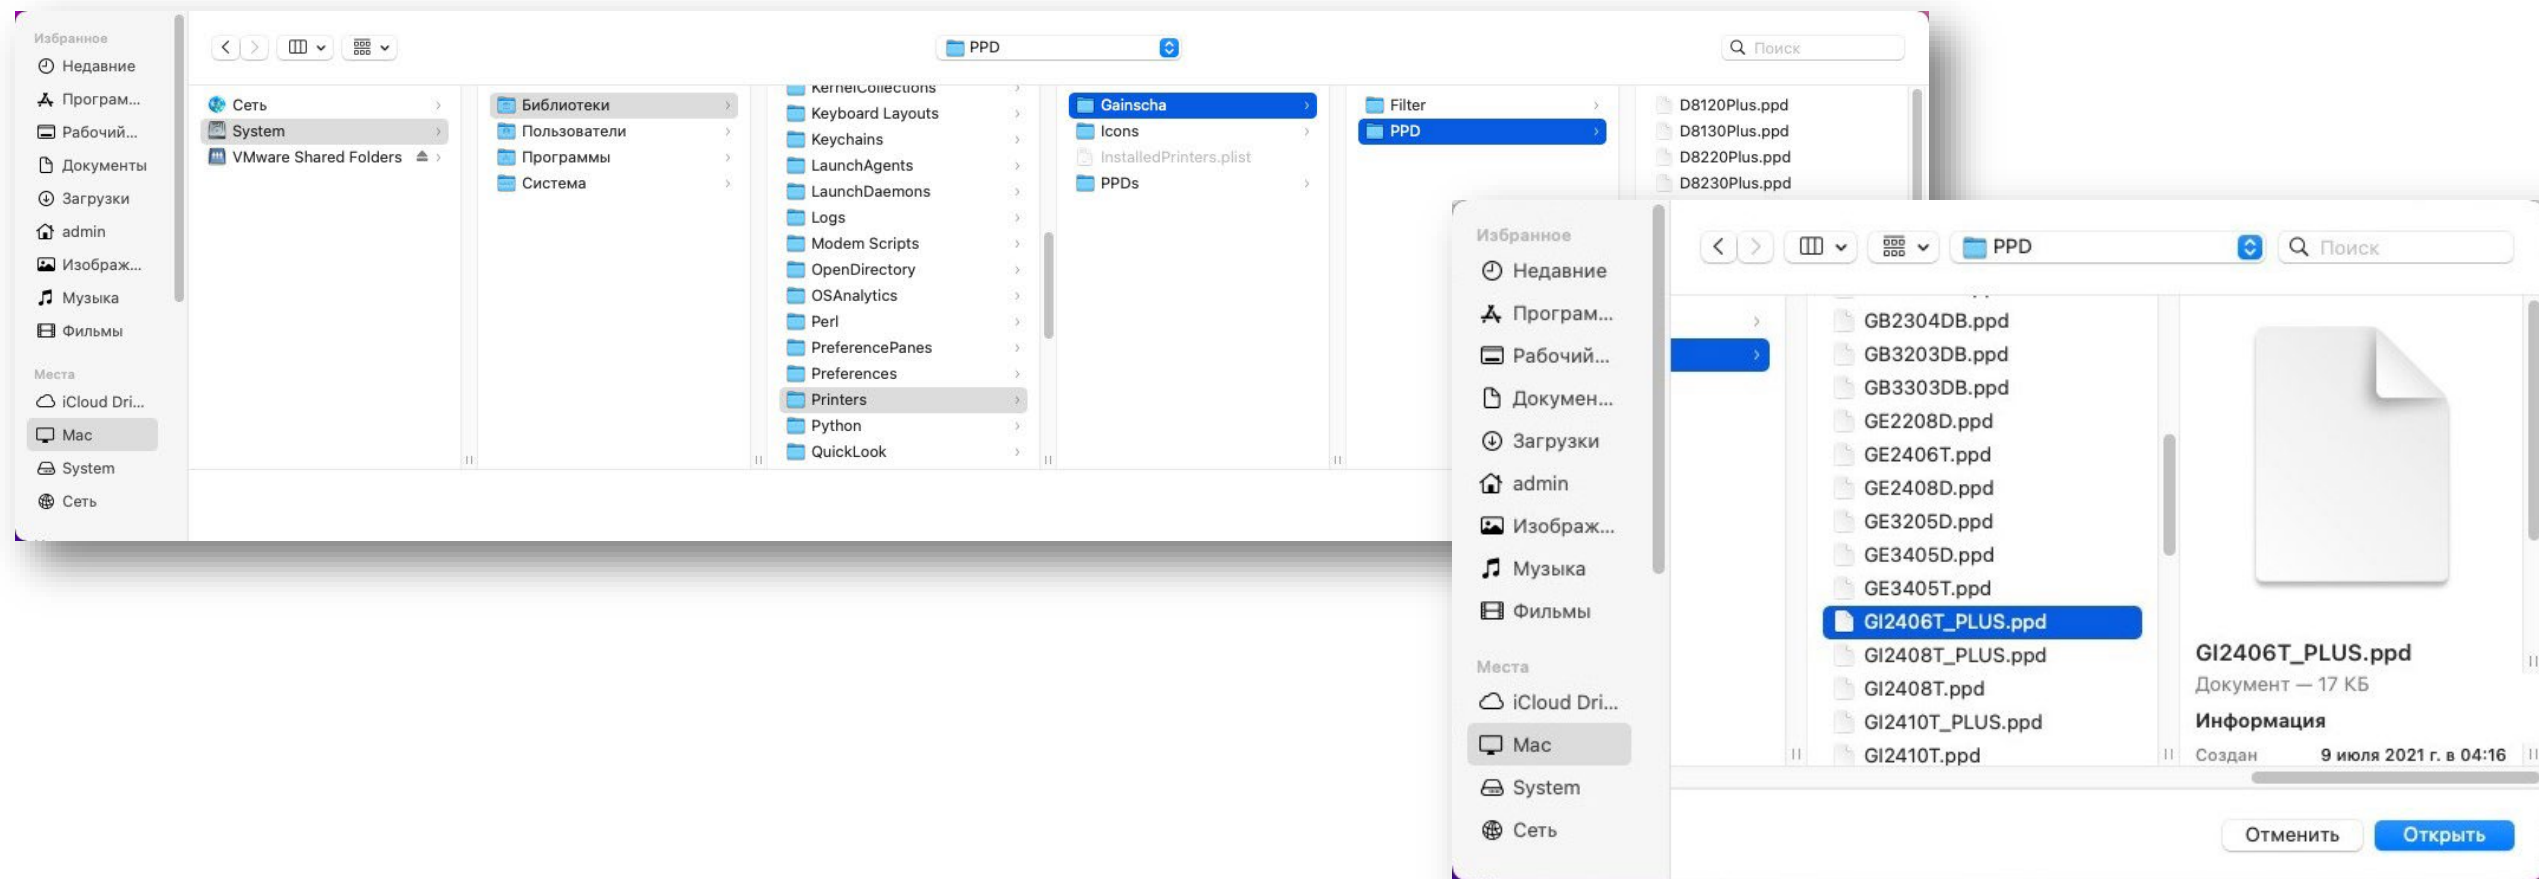 Избранное
Недавние
Програм...
Рабочий...
Документы
Загрузки
admin
Изображ...
Музыка
Фильмы
Места
iCloud Dri...
Mac
System
Сеть
PPD
Поиск
Сеть
System
VMware Shared Folders
Библиотеки
Пользователи
Программы
Система
KernelCollections
Keyboard Layouts
Keychains
LaunchAgents
LaunchDaemons
Logs
Modem Scripts
OpenDirectory
OSAnalytics
Perl
PreferencePanes
Preferences
Printers
Python
QuickLook
Gainscha
Icons
InstalledPrinters.plist
PPDs
Filter
PPD
D8120Plus.ppd
D8130Plus.ppd
D8220Plus.ppd
D8230Plus.ppd
Избранное
Недавние
Програм...
Рабочий...
Докумен...
Загрузки
admin
Изображ...
Музыка
Фильмы
Места
iCloud Dri...
Mac
System
Сеть
PPD
Поиск
GB2304DB.ppd
GB3203DB.ppd
GB3303DB.ppd
GE2208D.ppd
GE2406T.ppd
GE2408D.ppd
GE3205D.ppd
GE3405D.ppd
GE3405T.ppd
GI2406T_PLUS.ppd
GI2408T_PLUS.ppd
GI2408T.ppd
GI2410T_PLUS.ppd
GI2410T.ppd
GI2406T_PLUS.ppd
Документ — 17 КБ
Информация
Создан 9 июля 2021 г. в 04:16
Отменить
Открыть